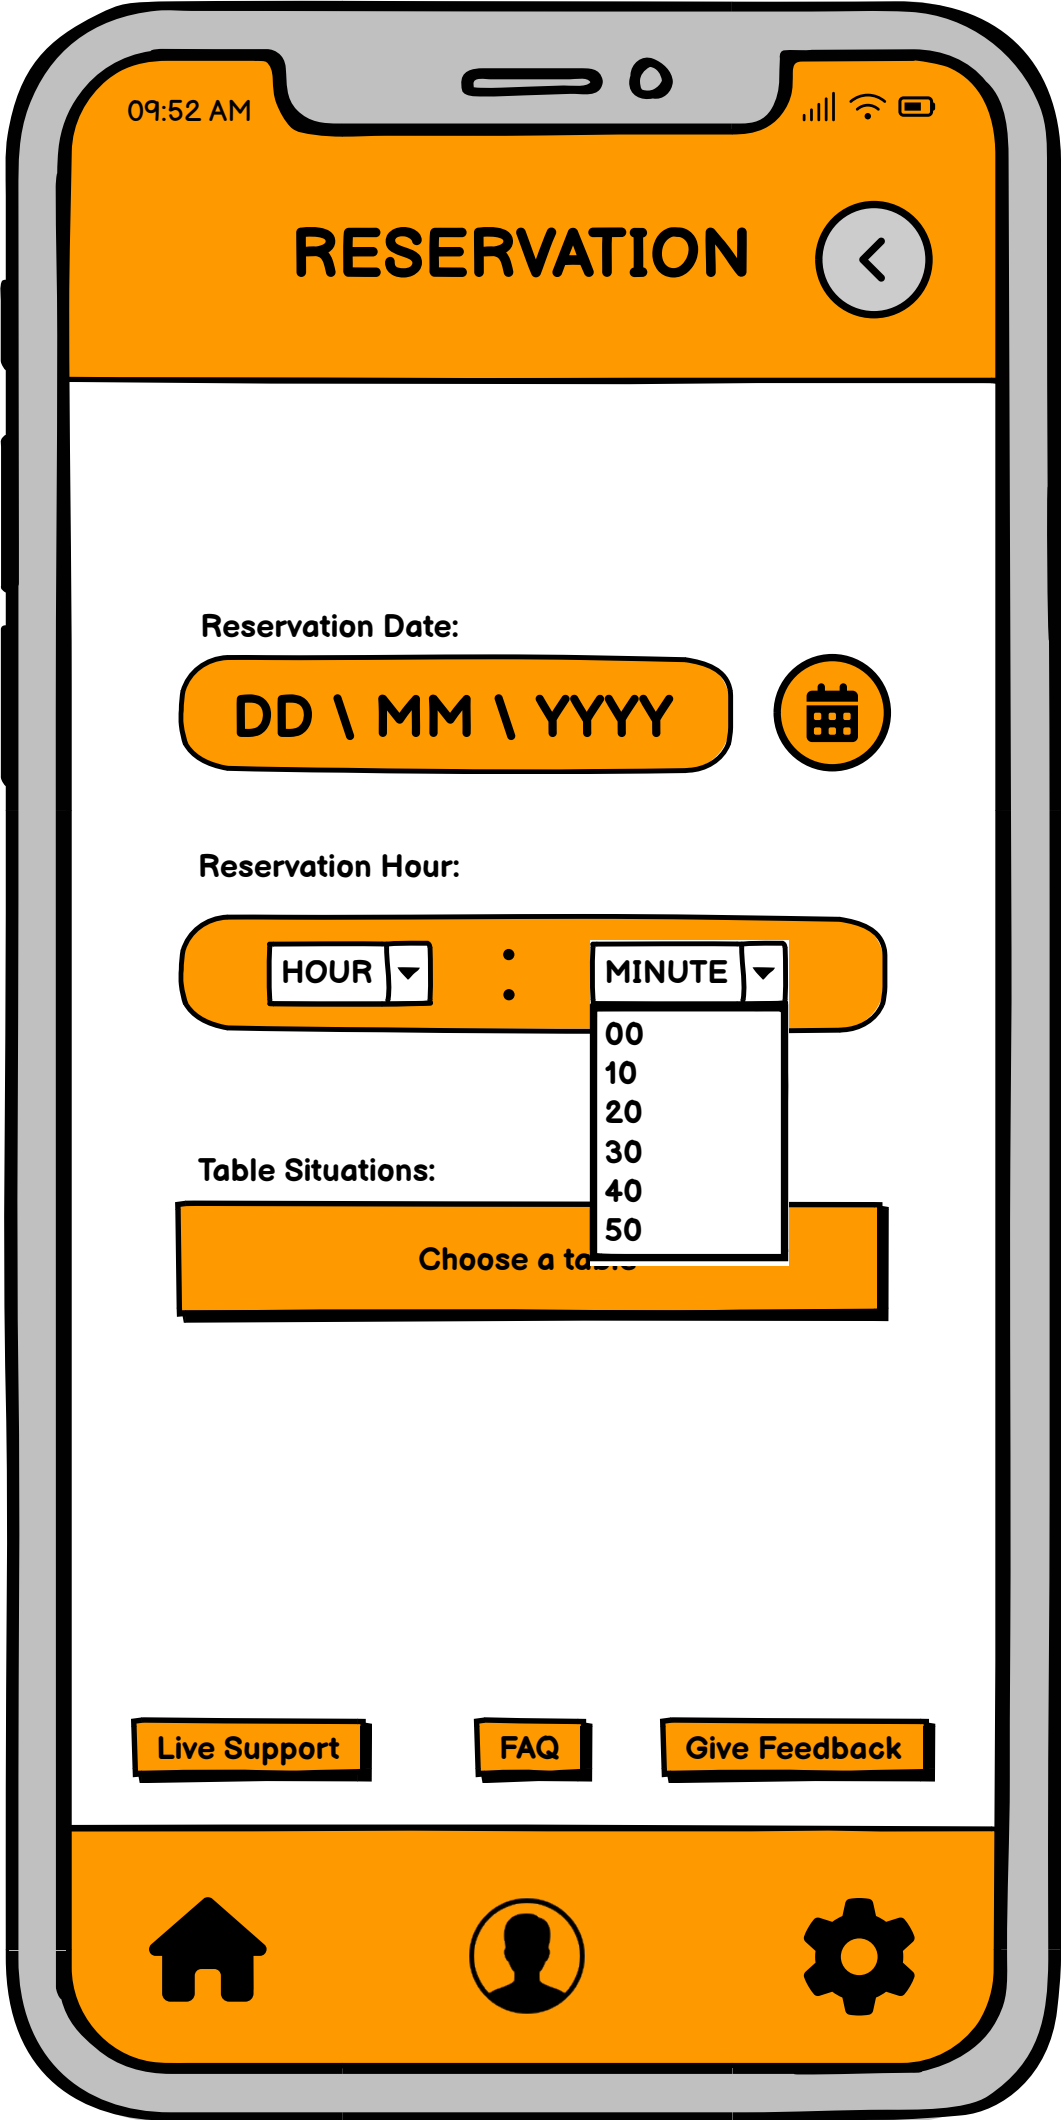 09:52 AM
RESERVATION
Reservation Date:
DD \ MM \ YYYY
Reservation Hour:
HOUR : MINUTE
00
10
20
30
40
50
Table Situations:
Choose a table
Live Support FAQ Give Feedback